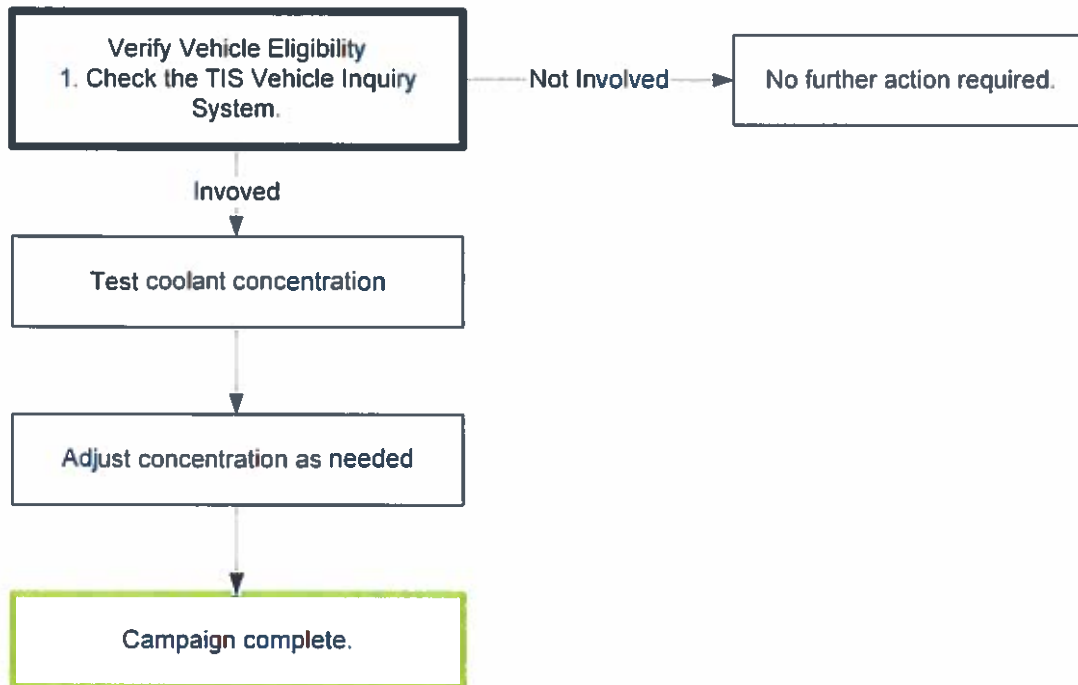 Verify Vehicle Eligibility
1. Check the TIS Vehicle Inquiry
System.
Not Involved
No further action required.
Invoved
Test coolant concentration
Adjust concentration as needed
Campaign complete.